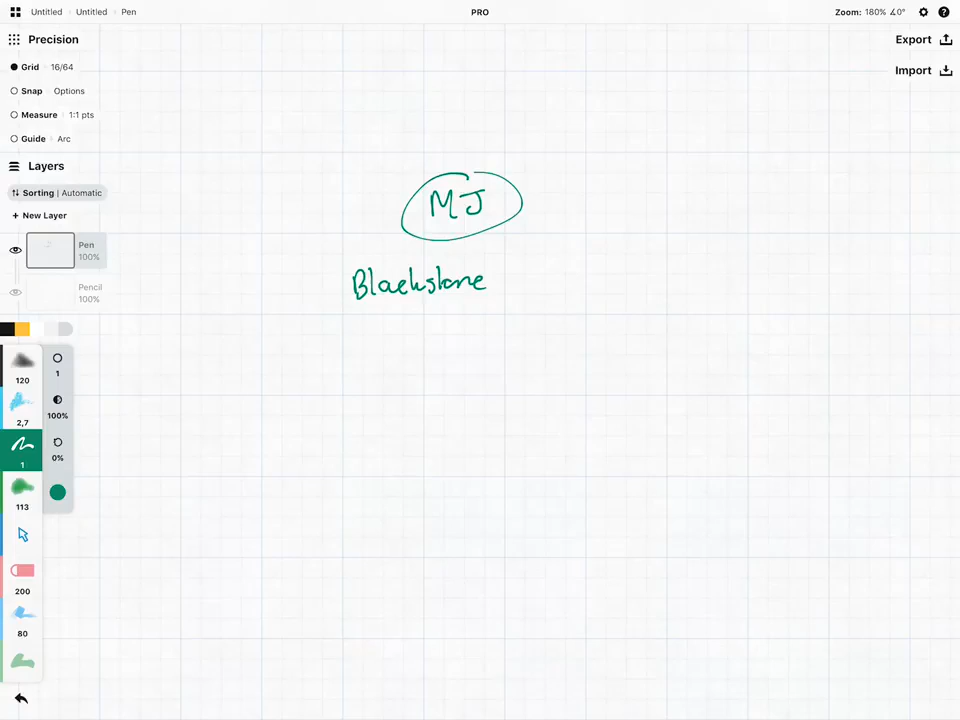 Untitled Untitled Pen PRO Zoom: 180% ∡0°
Precision
Export
Grid 16/64
Import
Snap Options
Measure 1:1 pts
Guide Arc
Layers
Sorting | Automatic
+ New Layer
Pen
100%
Pencil
100%
MJ
Blackstone
120
1
2,7
100%
1
0%
113
200
80